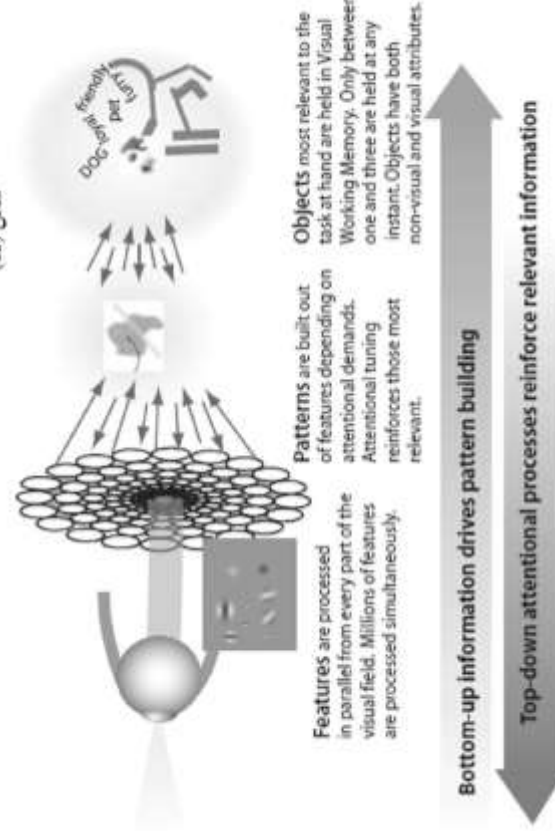 DOG-loyal friendly
pet
furry
Features are processed
in parallel from every part of the
visual field. Millions of features
are processed simultaneously.
Patterns are built out
of features depending on
attentional demands.
Attentional tuning
reinforces those most
relevant.
Objects most relevant to the
task at hand are held in Visual
Working Memory. Only between
one and three are held at any
instant. Objects have both
non-visual and visual attributes.
Bottom-up information drives pattern building
Top-down attentional processes reinforce relevant information